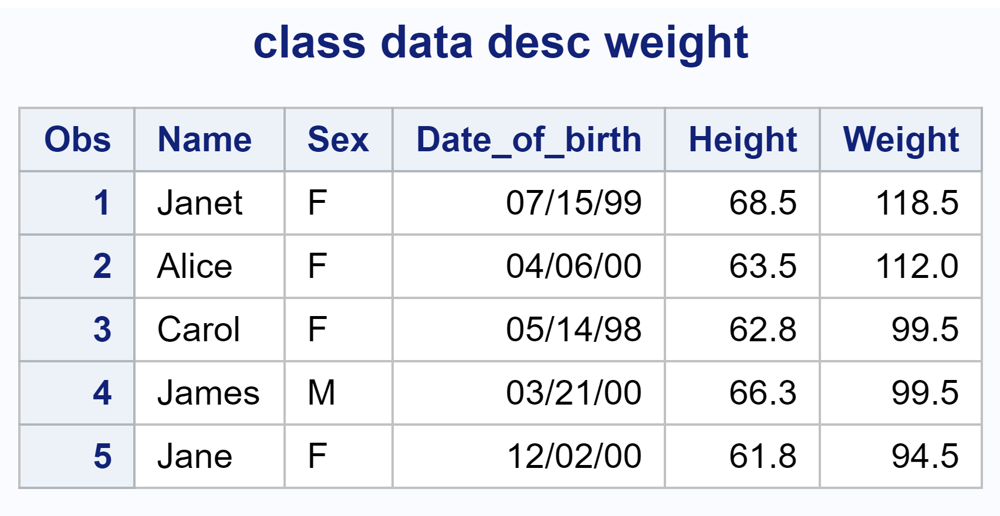 class data desc weight
Obs Name Sex Date_of_birth Height Weight
1 Janet F 07/15/99 68.5 118.5
2 Alice F 04/06/00 63.5 112.0
3 Carol F 05/14/98 62.8 99.5
4 James M 03/21/00 66.3 99.5
5 Jane F 12/02/00 61.8 94.5